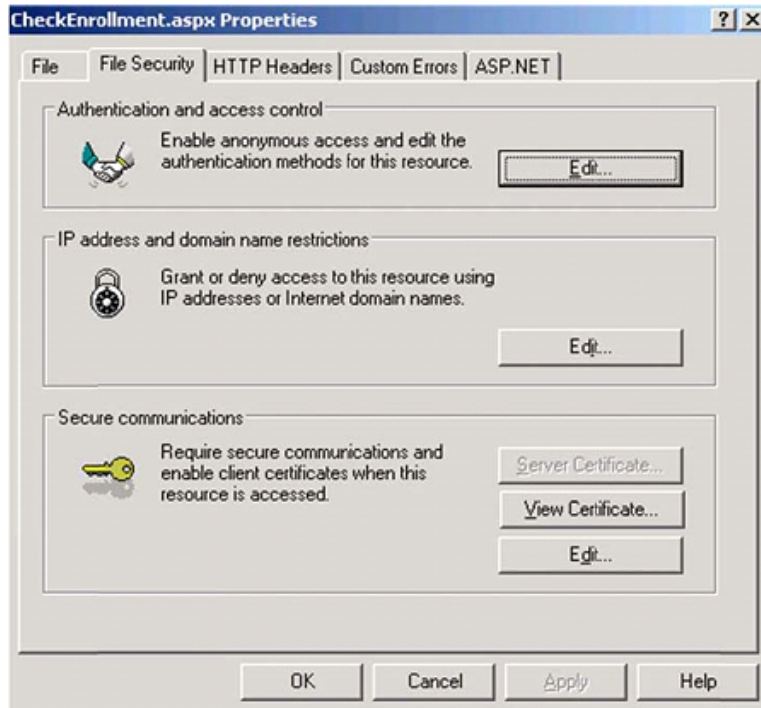 CheckEnrollment.aspx Properties
File File Security HTTP Headers Custom Errors ASP.NET
Authentication and access control
Enable anonymous access and edit the
authentication methods for this resource.
Edit...
IP address and domain name restrictions
Grant or deny access to this resource using
IP addresses or Internet domain names.
Edit...
Secure communications
Require secure communications and
enable client certificates when this
resource is accessed.
Server Certificate...
View Certificate...
Edit...
OK Cancel Apply Help